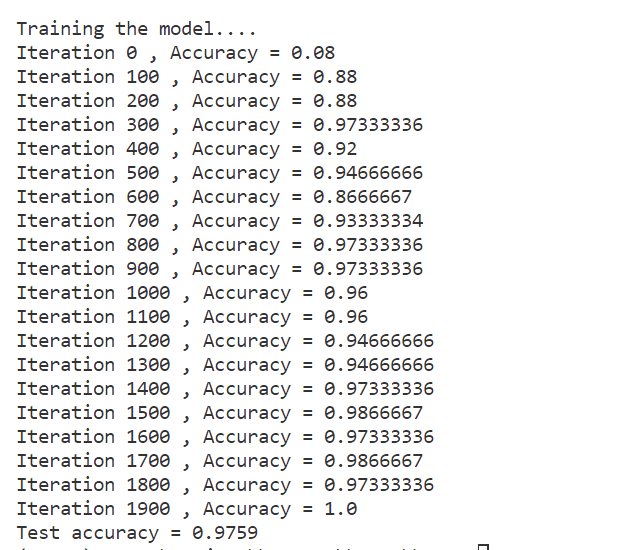 Training the model....
Iteration 0 , Accuracy = 0.08
Iteration 100 , Accuracy = 0.88
Iteration 200 , Accuracy = 0.88
Iteration 300 , Accuracy = 0.97333336
Iteration 400 , Accuracy = 0.92
Iteration 500 , Accuracy = 0.94666666
Iteration 600 , Accuracy = 0.8666667
Iteration 700 , Accuracy = 0.93333334
Iteration 800 , Accuracy = 0.97333336
Iteration 900 , Accuracy = 0.97333336
Iteration 1000 , Accuracy = 0.96
Iteration 1100 , Accuracy = 0.96
Iteration 1200 , Accuracy = 0.94666666
Iteration 1300 , Accuracy = 0.94666666
Iteration 1400 , Accuracy = 0.97333336
Iteration 1500 , Accuracy = 0.9866667
Iteration 1600 , Accuracy = 0.97333336
Iteration 1700 , Accuracy = 0.9866667
Iteration 1800 , Accuracy = 0.97333336
Iteration 1900 , Accuracy = 1.0
Test accuracy = 0.9759